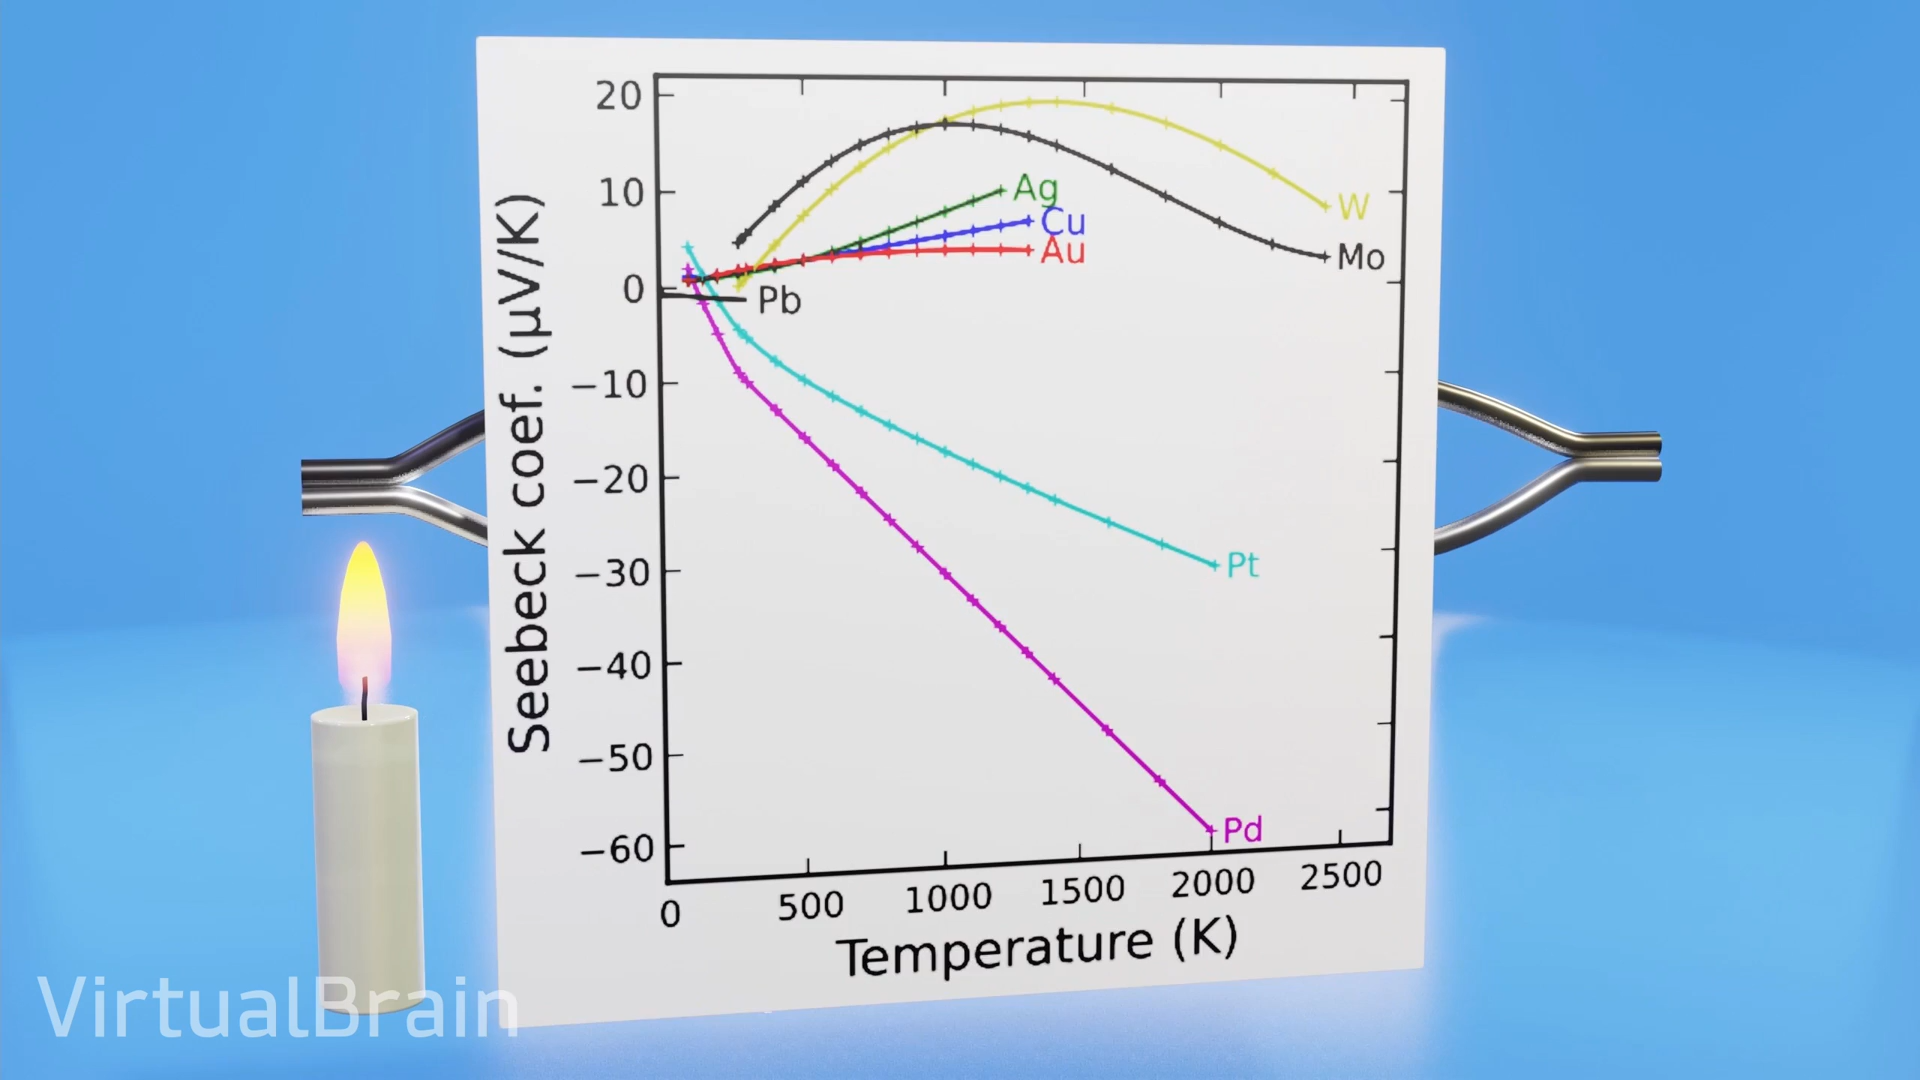 20
10
0
−10
−20
−30
−40
−50
−60
Seebeck coef. (μV/K)
Ag
Cu
Au
W
Mo
Pb
Pt
Pd
0
500
1000
1500
2000
2500
Temperature (K)
VirtualBrain